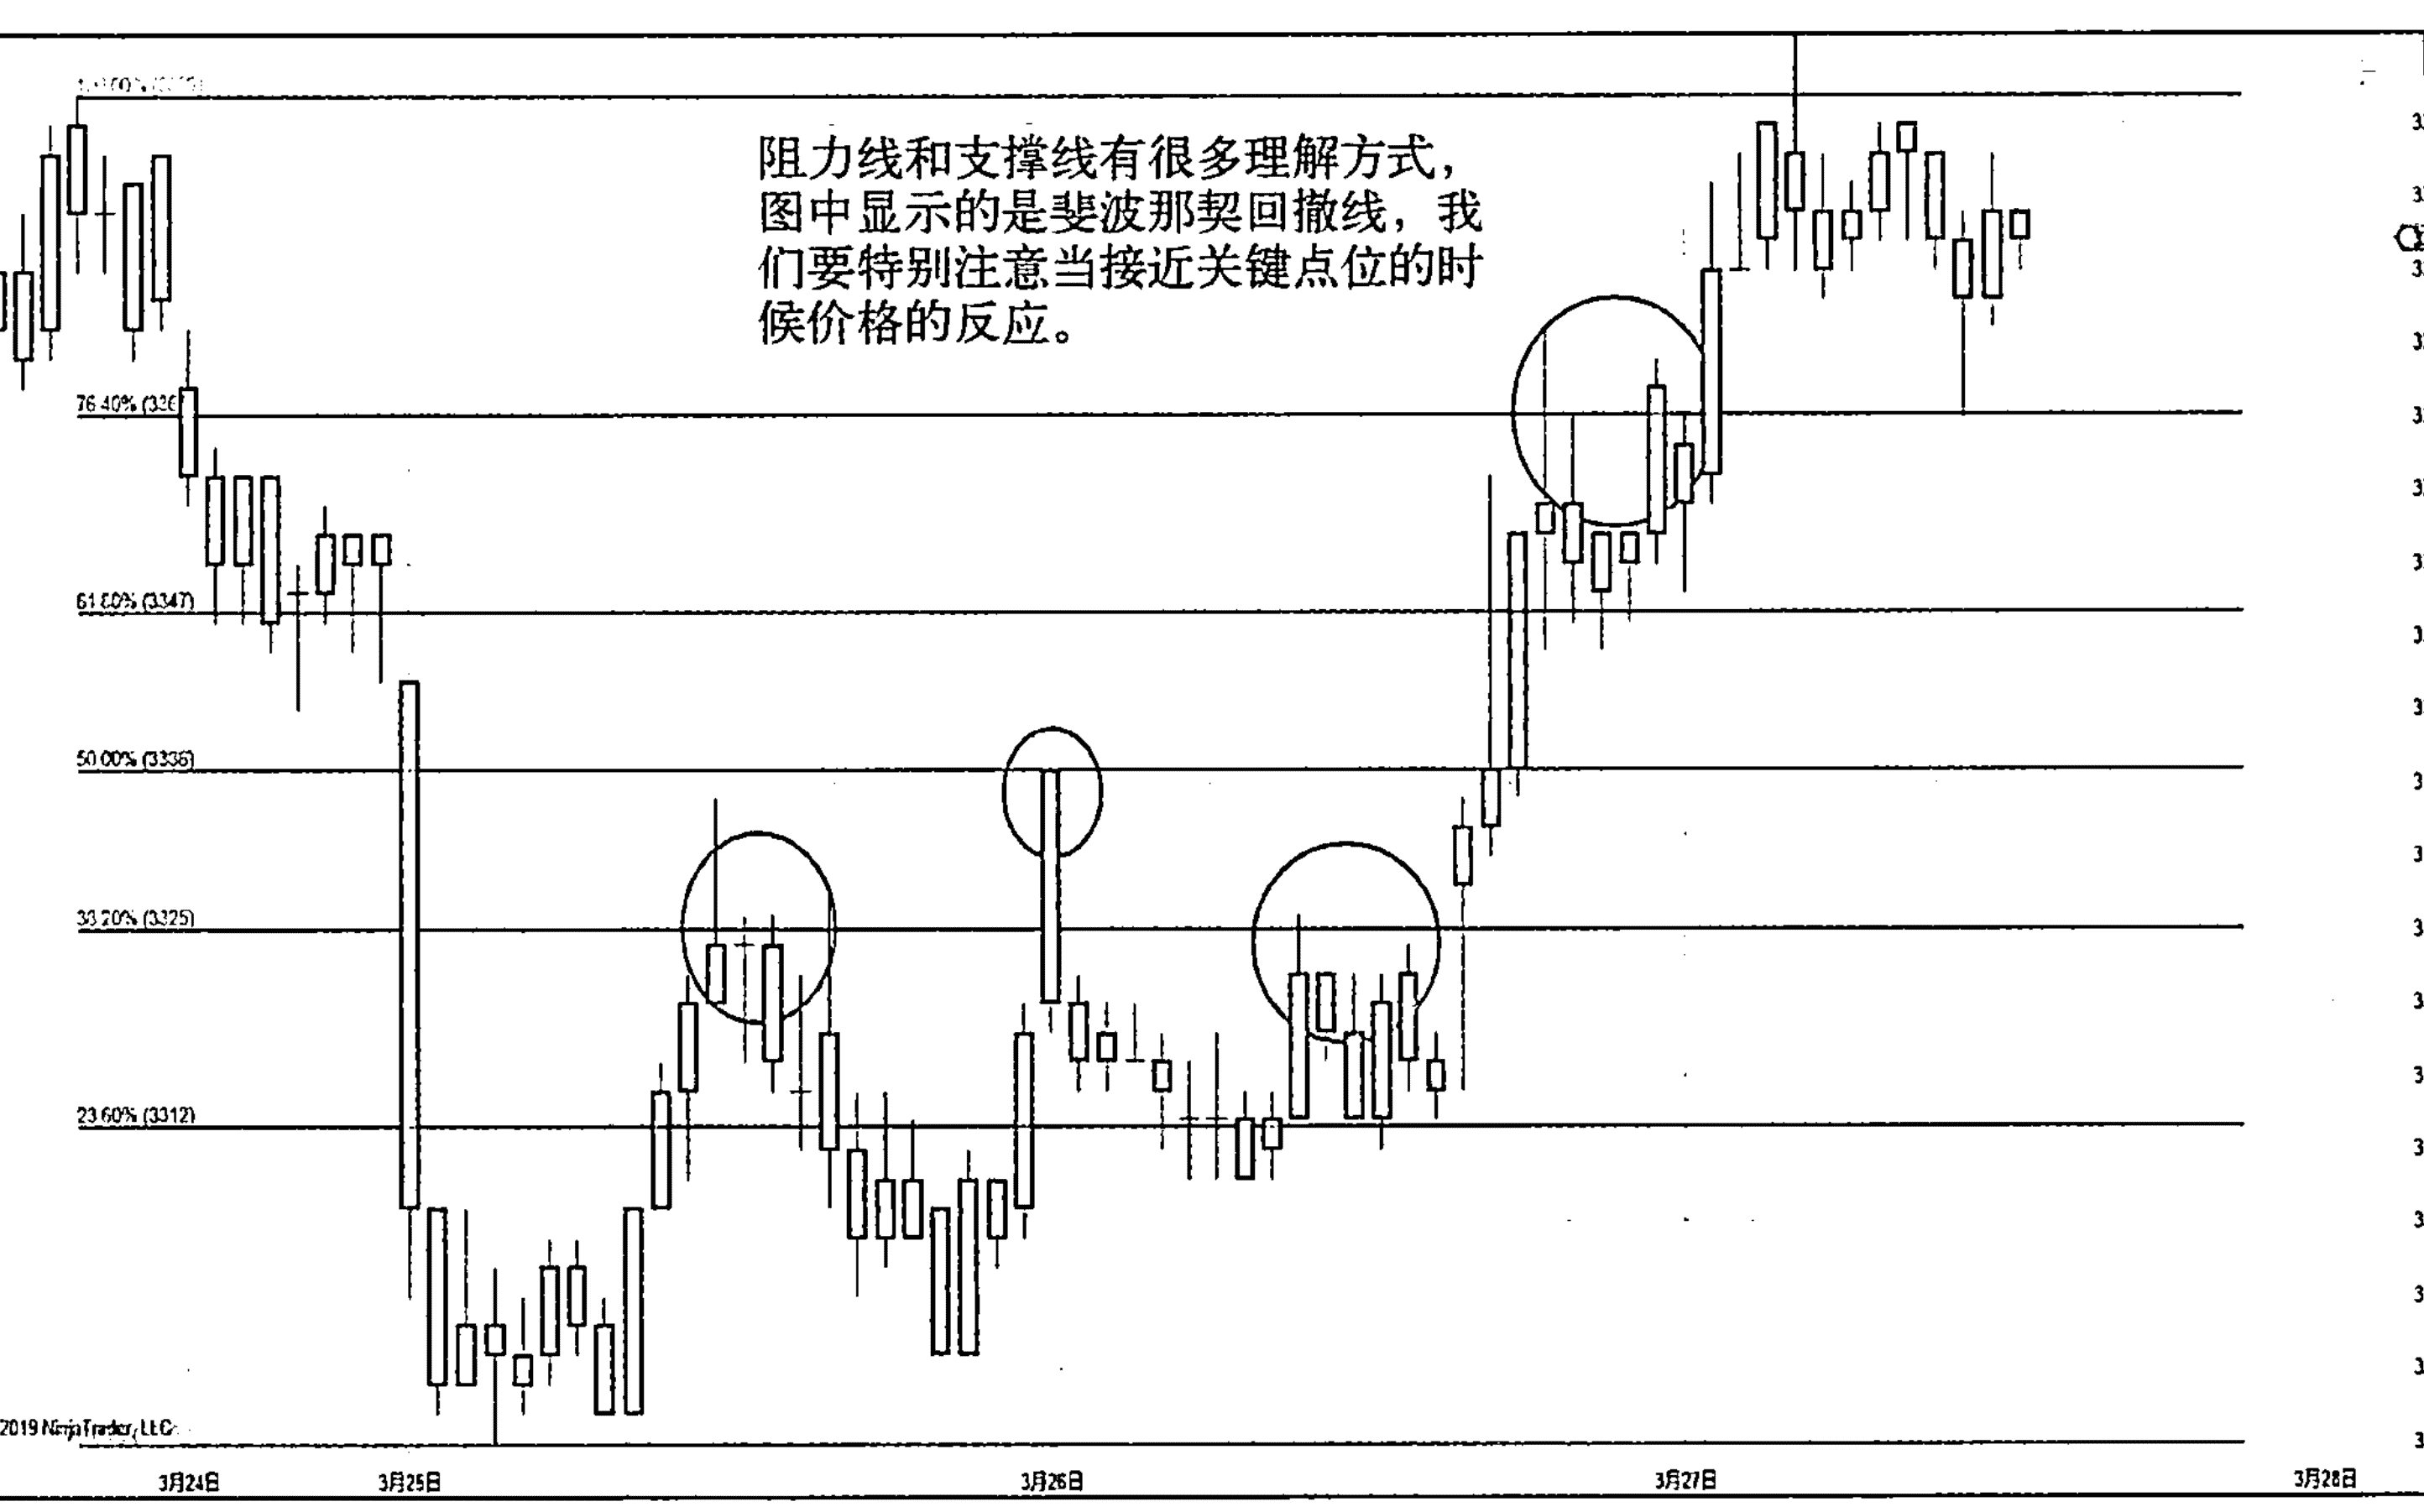 阻力线和支撑线有很多理解方式,
图中显示的是斐波那契回撤线,我
们要特别注意当接近关键点位的时
候价格的反应。
76.40%
61.80% (3347)
50.00% (3336)
38.20% (3325)
23.60% (3312)
2019 NinjaTrader, LLC
3月24日 3月25日 3月26日 3月27日 3月28日